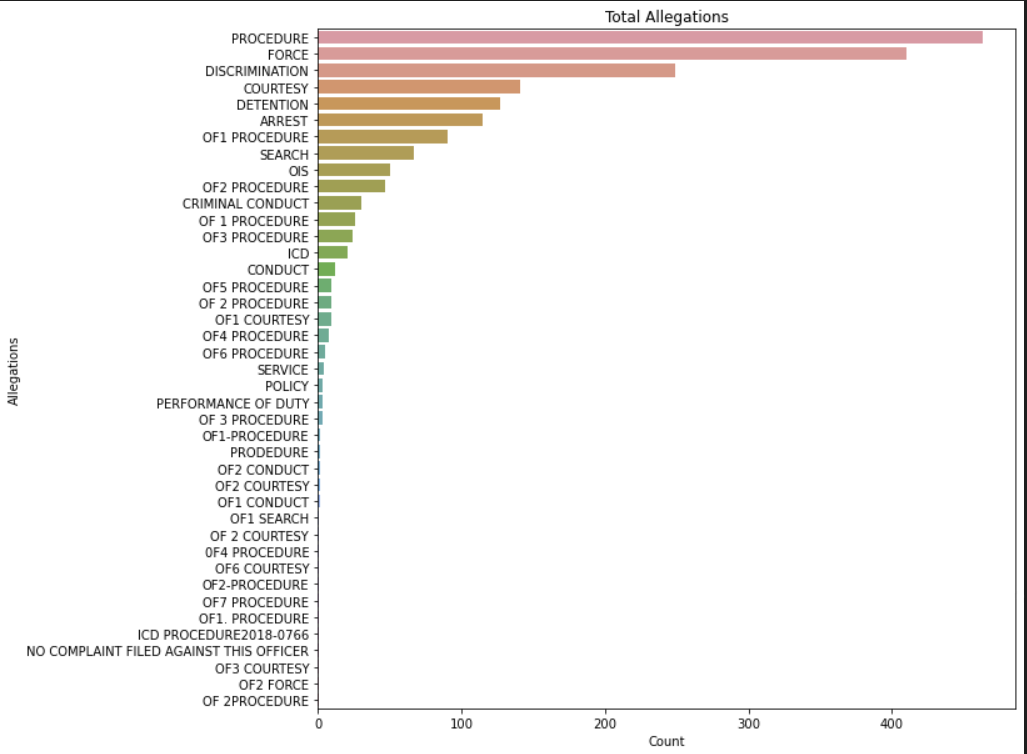 Total Allegations
PROCEDURE
FORCE
DISCRIMINATION
COURTESY
DETENTION
ARREST
OF1 PROCEDURE
SEARCH
OIS
OF2 PROCEDURE
CRIMINAL CONDUCT
OF 1 PROCEDURE
OF3 PROCEDURE
ICD
CONDUCT
OF5 PROCEDURE
OF 2 PROCEDURE
OF1 COURTESY
OF4 PROCEDURE
OF6 PROCEDURE
SERVICE
POLICY
PERFORMANCE OF DUTY
OF 3 PROCEDURE
OF1-PROCEDURE
PRODEDURE
OF2 CONDUCT
OF2 COURTESY
OF1 CONDUCT
OF1 SEARCH
OF 2 COURTESY
0F4 PROCEDURE
OF6 COURTESY
OF2-PROCEDURE
OF7 PROCEDURE
OF1. PROCEDURE
ICD PROCEDURE2018-0766
NO COMPLAINT FILED AGAINST THIS OFFICER
OF3 COURTESY
OF2 FORCE
OF 2PROCEDURE
Allegations
0 100 200 300 400
Count